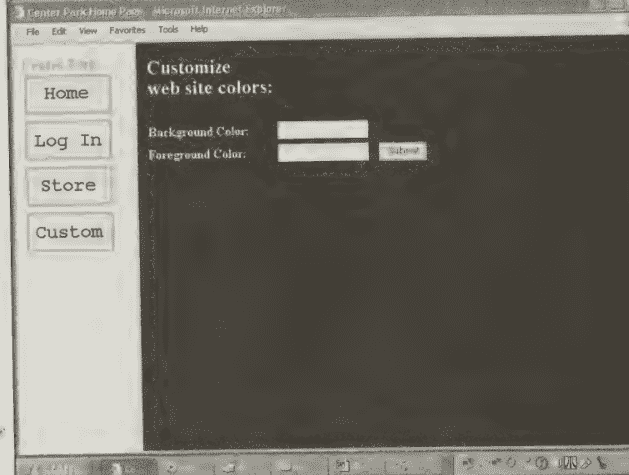 Center Park Home Page - Microsoft Internet Explorer
File Edit View Favorites Tools Help
Home
Log In
Store
Custom
Customize
web site colors:
Background Color:
Foreground Color:
Submit